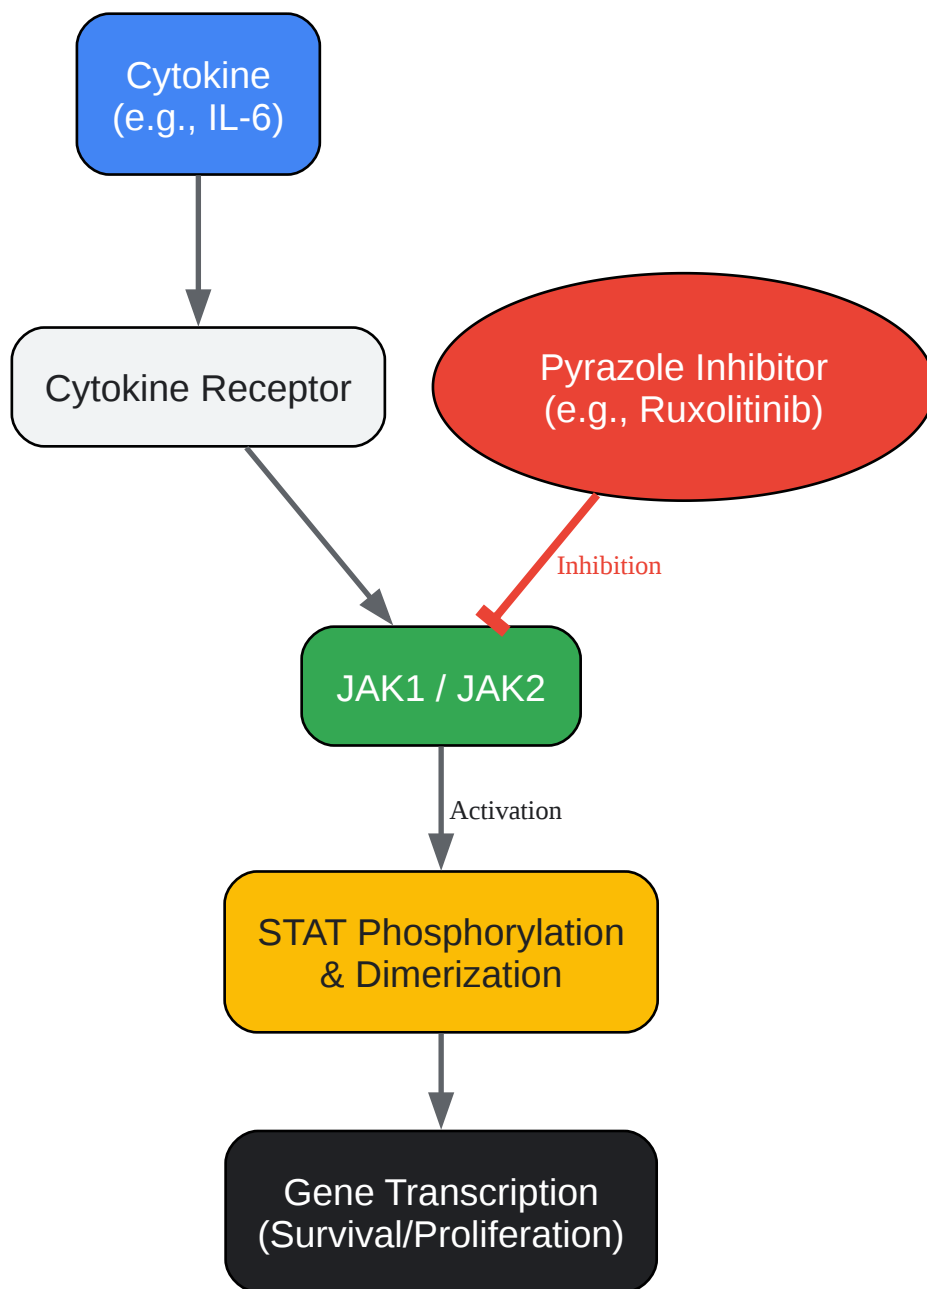 Cytokine
(e.g., IL-6)
Cytokine Receptor
Pyrazole Inhibitor
(e.g., Ruxolitinib)
Inhibition
JAK1 / JAK2
Activation
STAT Phosphorylation
& Dimerization
Gene Transcription
(Survival/Proliferation)